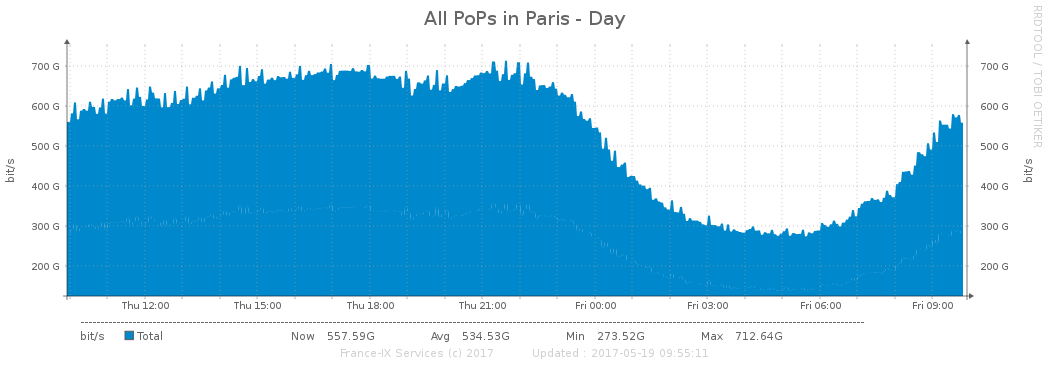 All PoPs in Paris - Day
RRDTOOL / TOBI OETIKER
700 G 700 G
600 G 600 G
500 G 500 G
400 G 400 G
300 G 300 G
200 G 200 G
bit/s bit/s
Thu 12:00 Thu 15:00 Thu 18:00 Thu 21:00 Fri 00:00 Fri 03:00 Fri 06:00 Fri 09:00
bit/s Total Now 557.59G Avg 534.53G Min 273.52G Max 712.64G
France-IX Services (c) 2017 Updated : 2017-05-19 09:55:11